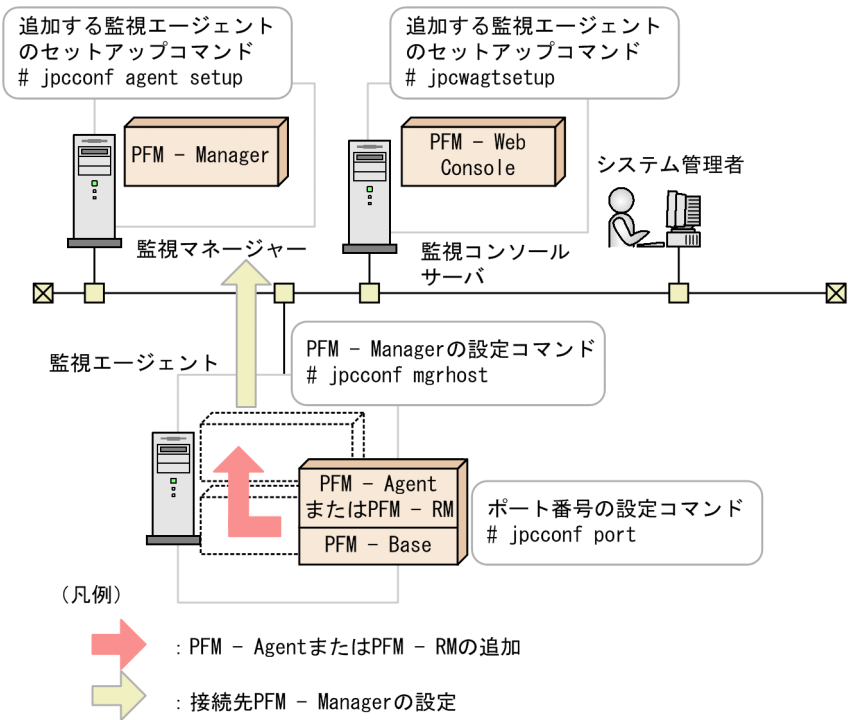 追加する監視エージェント
のセットアップコマンド
# jpcconf agent setup
追加する監視エージェント
のセットアップコマンド
# jpcwagtsetup
PFM - Manager
PFM - Web
Console
システム管理者
監視マネージャー
監視コンソール
サーバ
監視エージェント
PFM - Managerの設定コマンド
# jpcconf mgrhost
PFM - Agent
またはPFM - RM
PFM - Base
ポート番号の設定コマンド
# jpcconf port
（凡例）
：PFM - AgentまたはPFM - RMの追加
：接続先PFM - Managerの設定